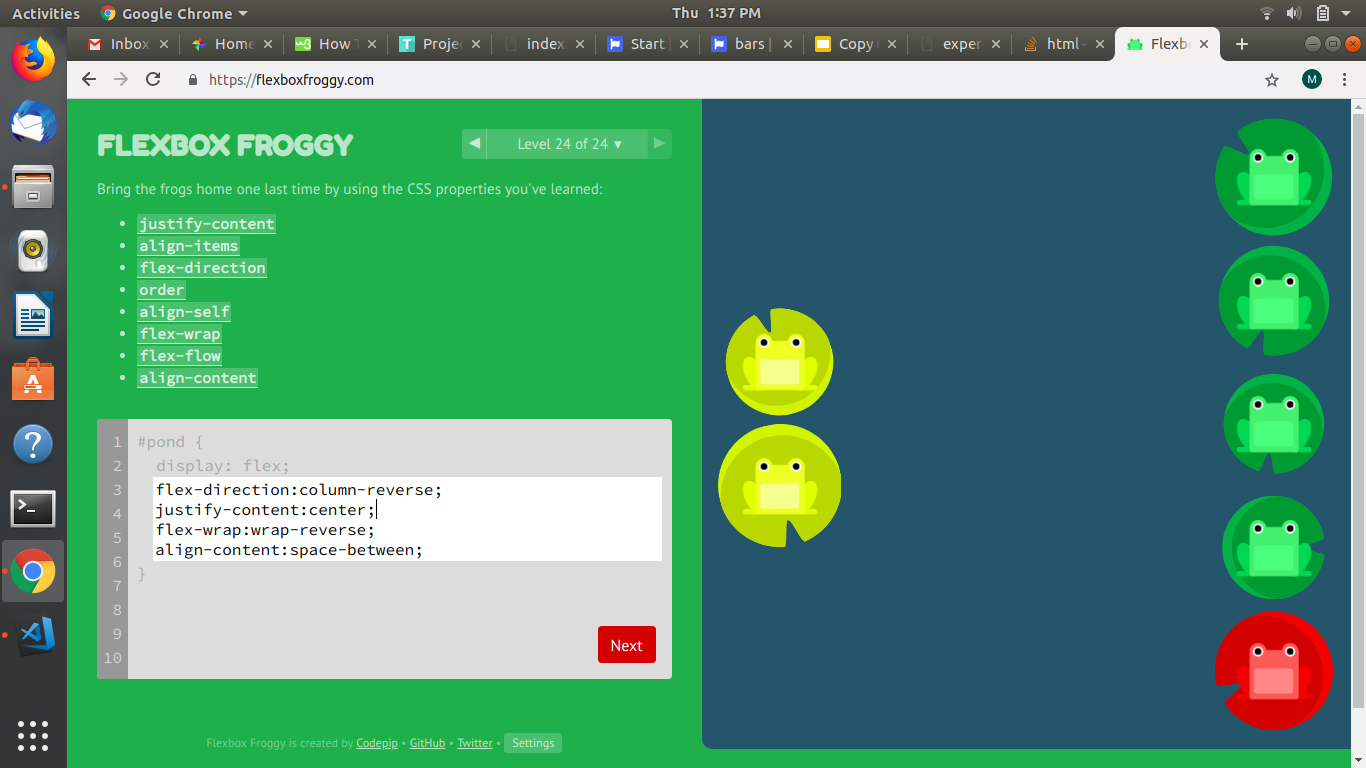 Activities Google Chrome Thu 1:37 PM
Inbox Home How T Projec index Start | bars | Copy exper html - Flexb
https://flexboxfroggy.com M
FLEXBOX FROGGY
Level 24 of 24
Bring the frogs home one last time by using the CSS properties you've learned:
justify-content
align-items
flex-direction
order
align-self
flex-wrap
flex-flow
align-content
1 #pond {
2 display: flex;
3 flex-direction:column-reverse;
4 justify-content:center;
5 flex-wrap:wrap-reverse;
6 align-content:space-between;
7 }
8
9
10
Next
Flexbox Froggy is created by Codepip • GitHub • Twitter • Settings